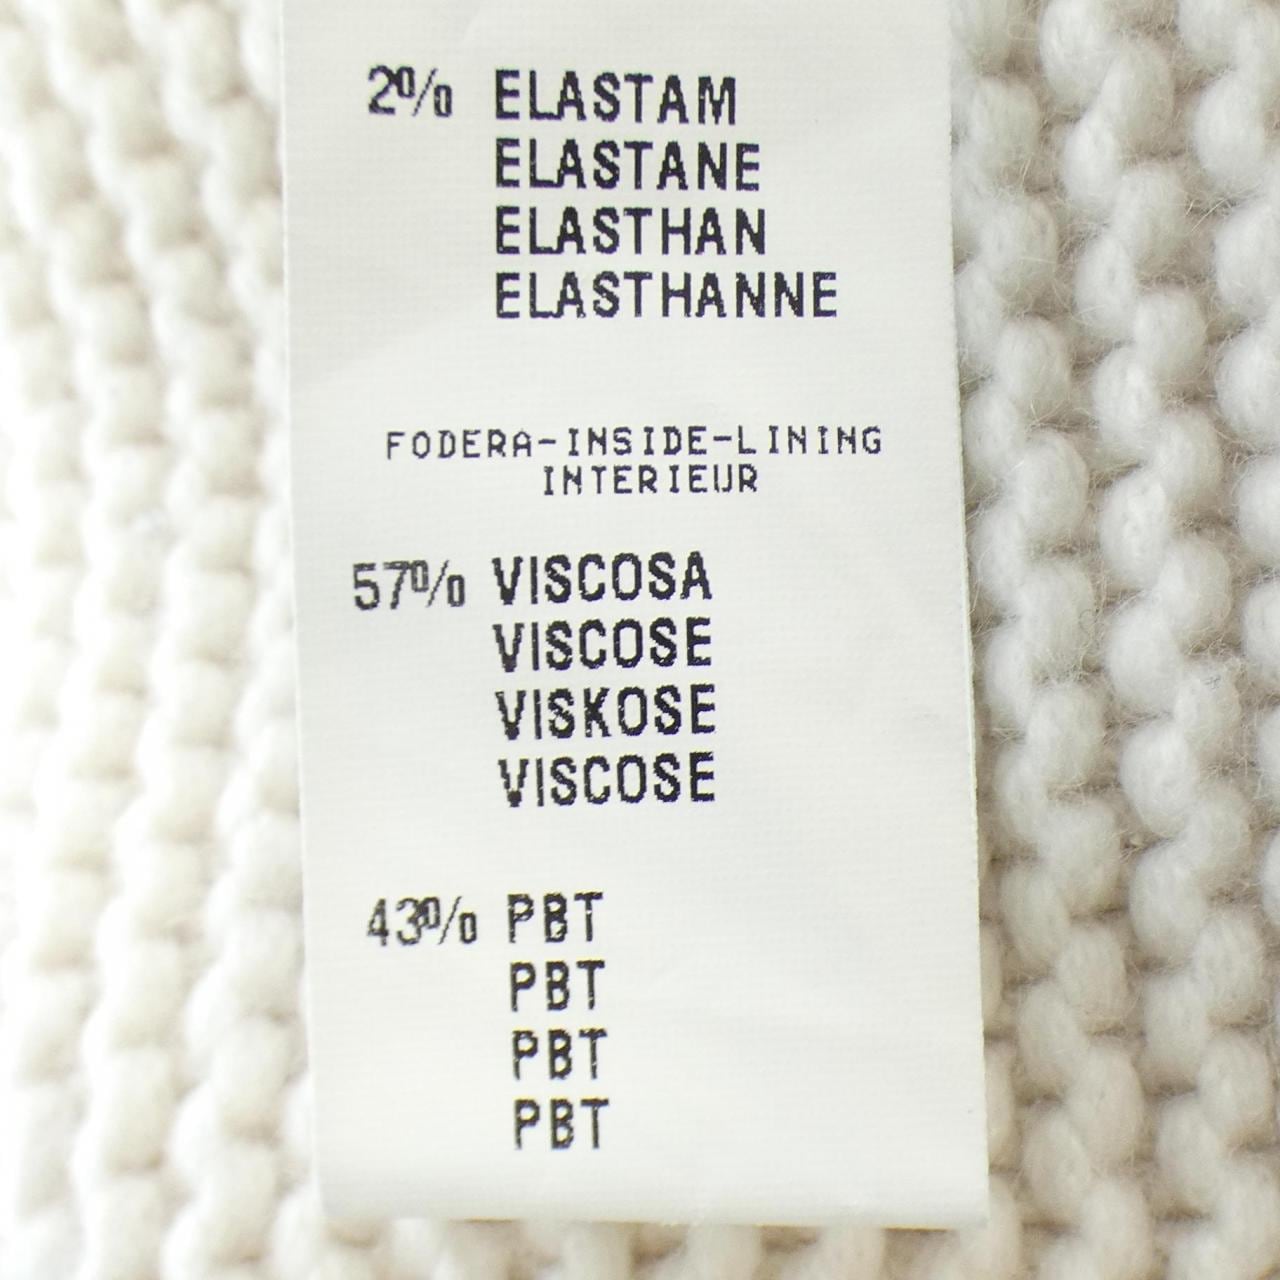 2% ELASTAM
ELASTANE
ELASTHAN
ELASTHANNE
FODERA-INSIDE-LINING
INTERIEUR
57% VISCOSA
VISCOSE
VISKOSE
VISCOSE
43% PBT
PBT
PBT
PBT